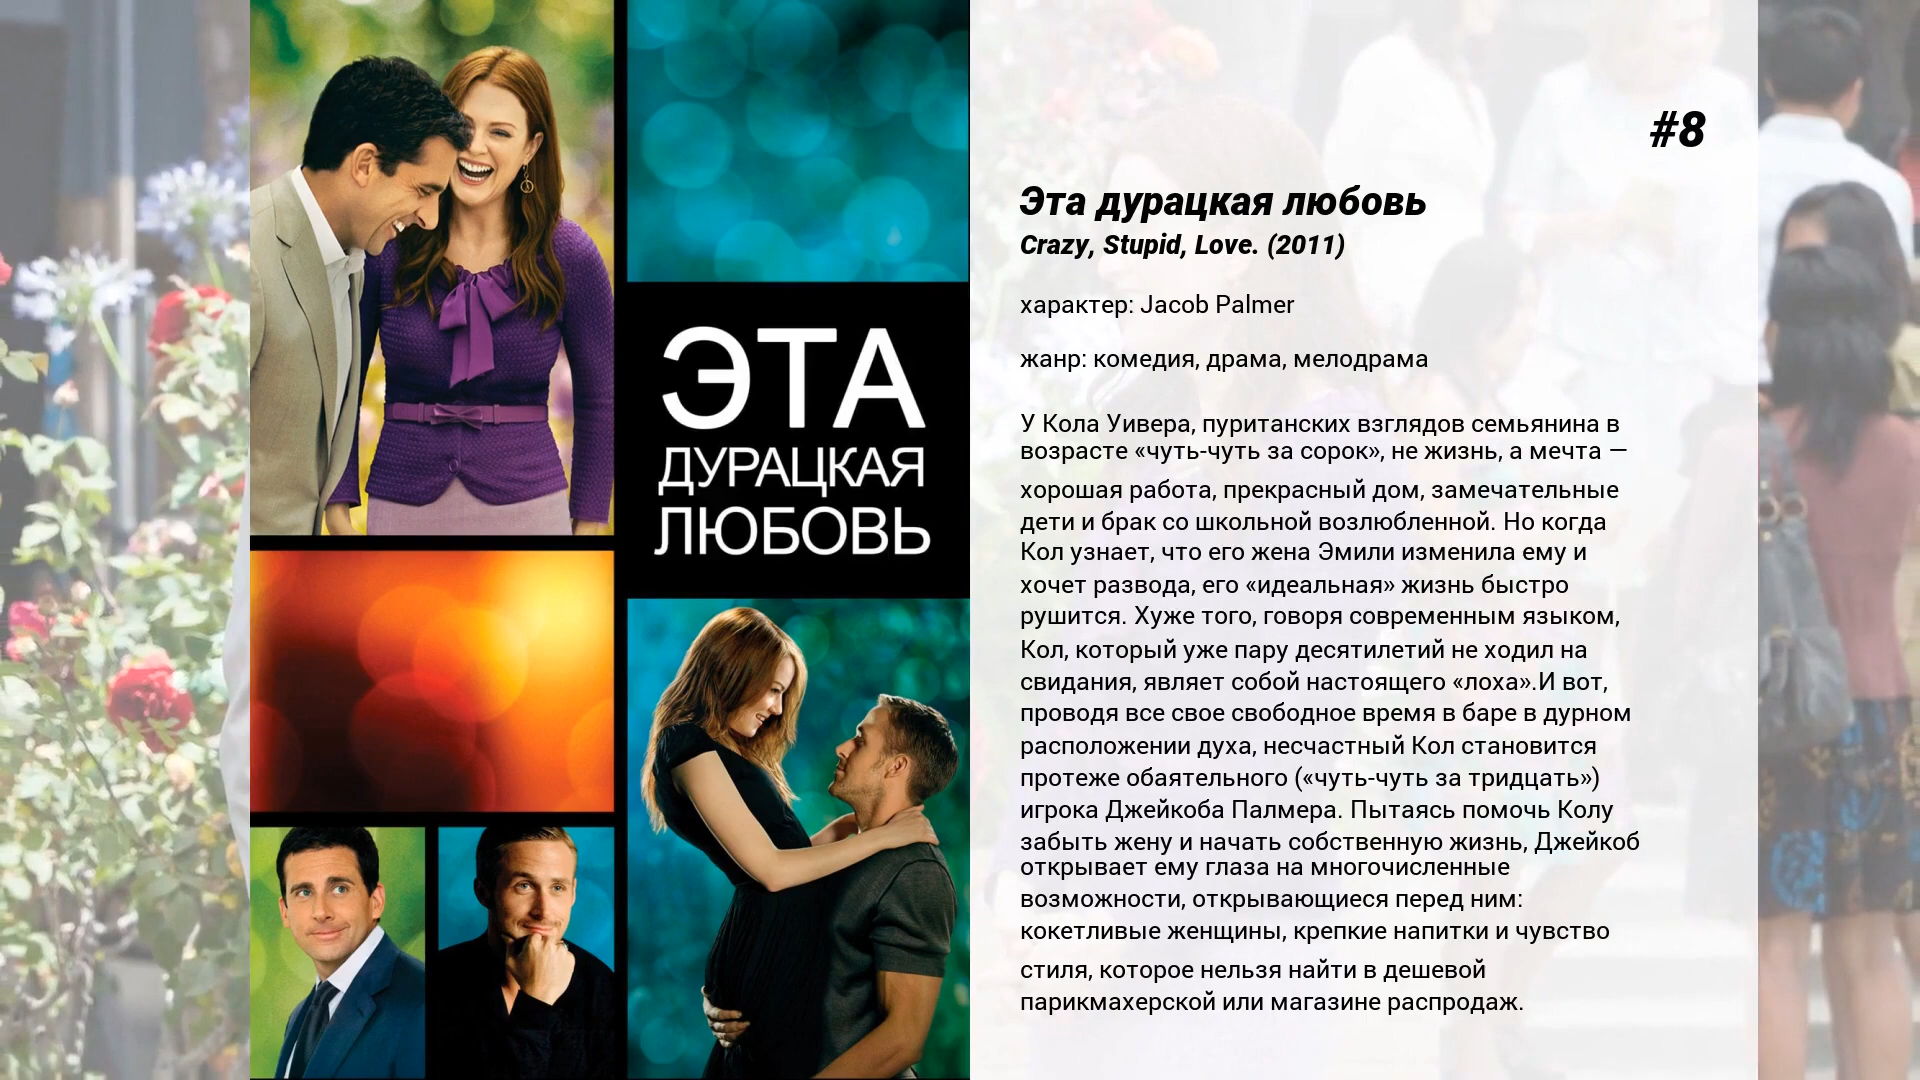 ЭТА
ДУРАЦКАЯ
ЛЮБОВЬ
#8
Эта дурацкая любовь
Crazy, Stupid, Love. (2011)
характер: Jacob Palmer
жанр: комедия, драма, мелодрама
У Кола Уивера, пуританских взглядов семьянина в
возрасте «чуть-чуть за сорок», не жизнь, а мечта —
хорошая работа, прекрасный дом, замечательные
дети и брак со школьной возлюбленной. Но когда
Кол узнает, что его жена Эмили изменила ему и
хочет развода, его «идеальная» жизнь быстро
рушится. Хуже того, говоря современным языком,
Кол, который уже пару десятилетий не ходил на
свидания, являет собой настоящего «лоха».И вот,
проводя все свое свободное время в баре в дурном
расположении духа, несчастный Кол становится
протеже обаятельного («чуть-чуть за тридцать»)
игрока Джейкоба Палмера. Пытаясь помочь Колу
забыть жену и начать собственную жизнь, Джейкоб
открывает ему глаза на многочисленные
возможности, открывающиеся перед ним:
кокетливые женщины, крепкие напитки и чувство
стиля, которое нельзя найти в дешевой
парикмахерской или магазине распродаж.